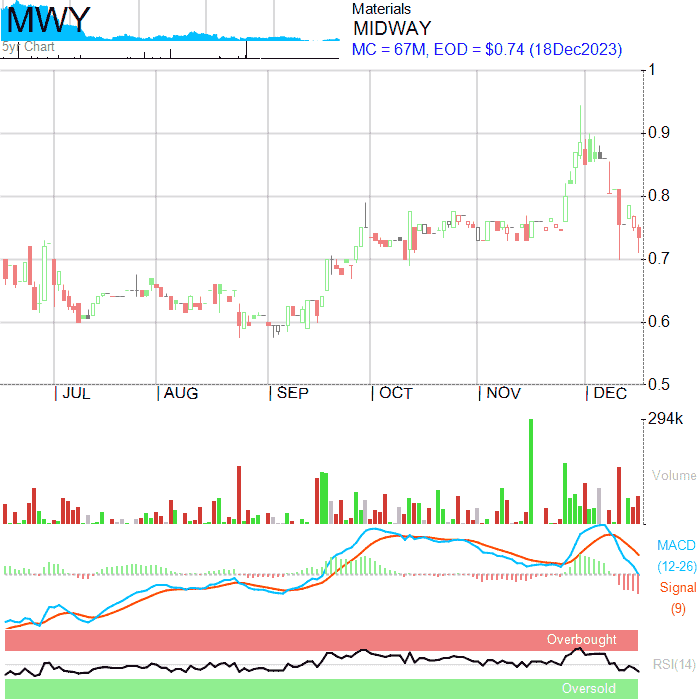 MWY
5yr Chart
Materials
MIDWAY
MC = 67M, EOD = $0.74 (18Dec2023)
1
0.9
0.8
0.7
0.6
0.5
JUL AUG SEP OCT NOV DEC
294k
Volume
MACD
(12-26)
Signal
(9)
Overbought
RSI(14)
Oversold